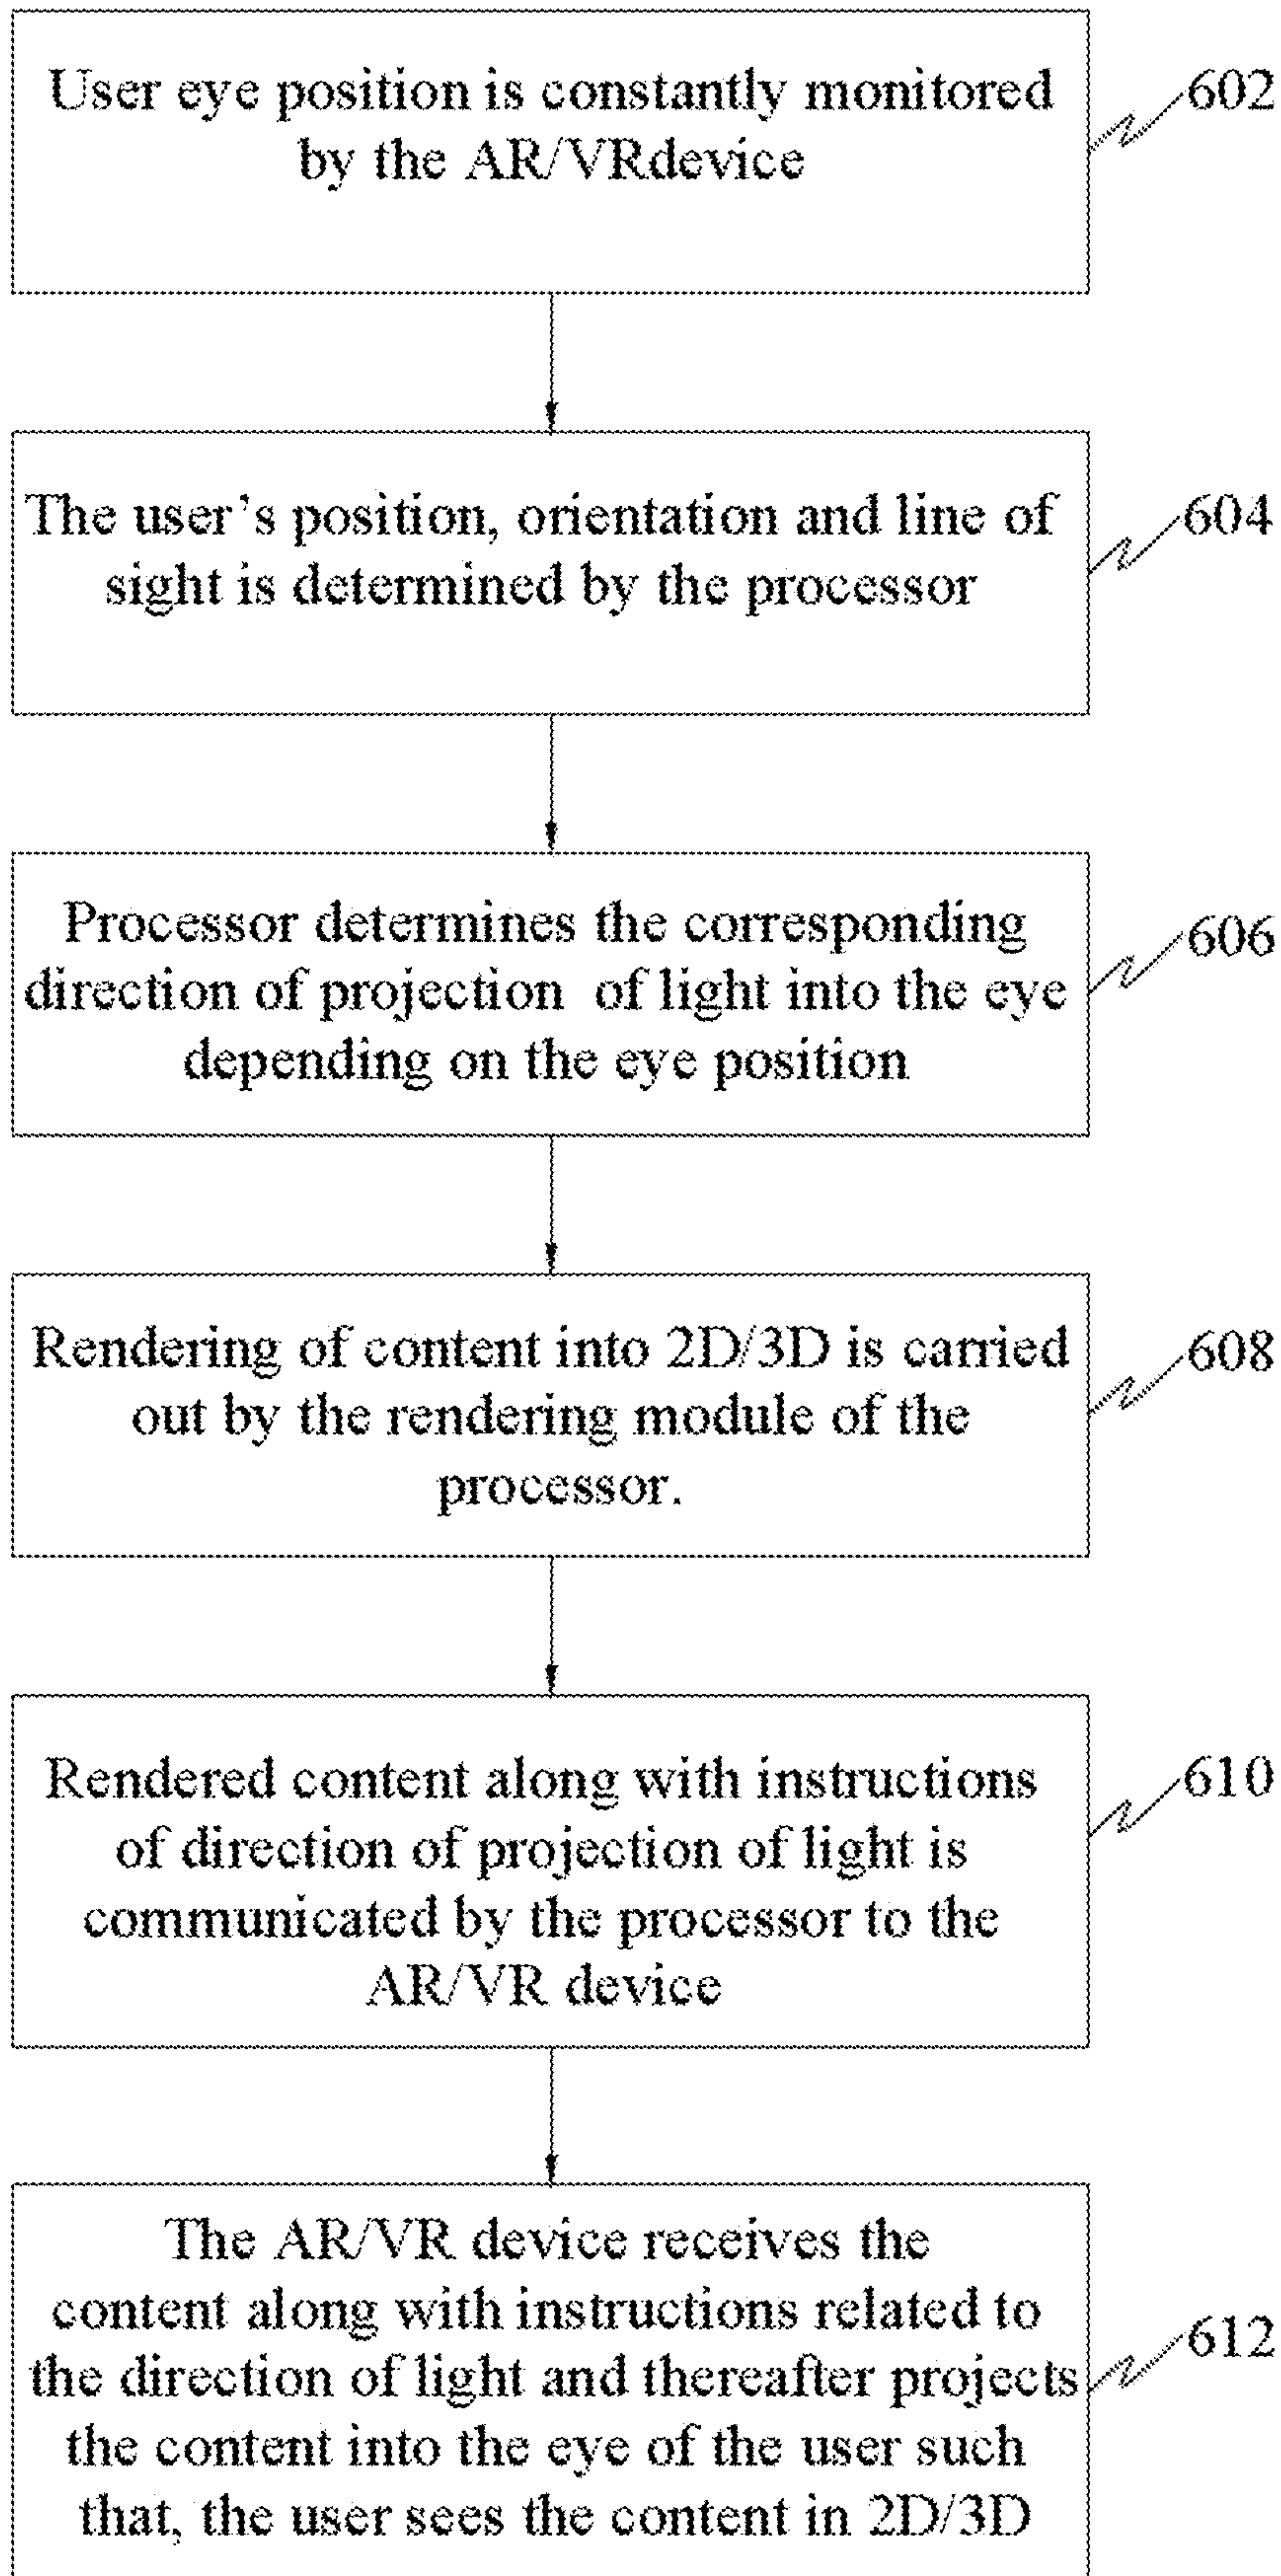 User eye position is constantly monitored
by the AR/VRdevice
602
The user's position, orientation and line of
sight is determined by the processor
604
Processor determines the corresponding
direction of projection of light into the eye
depending on the eye position
606
Rendering of content into 2D/3D is carried
out by the rendering module of the
processor.
608
Rendered content along with instructions
of direction of projection of light is
communicated by the processor to the
AR/VR device
610
The AR/VR device receives the
content along with instructions related to
the direction of light and thereafter projects
the content into the eye of the user such
that, the user sees the content in 2D/3D
612